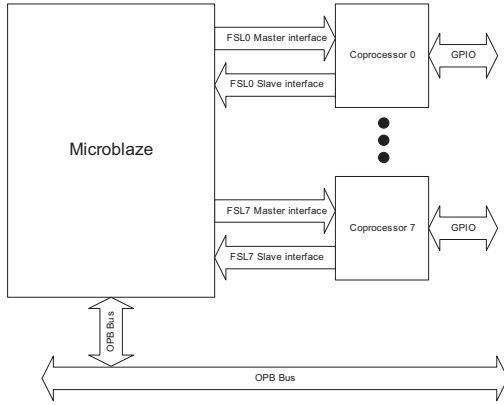 FSL0 Master interface
Coprocessor 0
GPIO
FSL0 Slave interface
Microblaze
FSL7 Master interface
Coprocessor 7
GPIO
FSL7 Slave interface
OPB Bus
OPB Bus